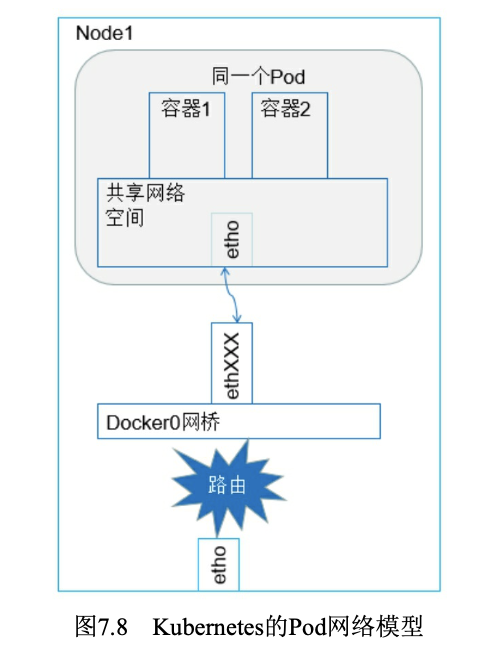 Node1
同一个Pod
容器1
容器2
共享网络
空间
etho
ethXXX
Docker0网桥
路由
etho
图7.8 Kubernetes的Pod网络模型